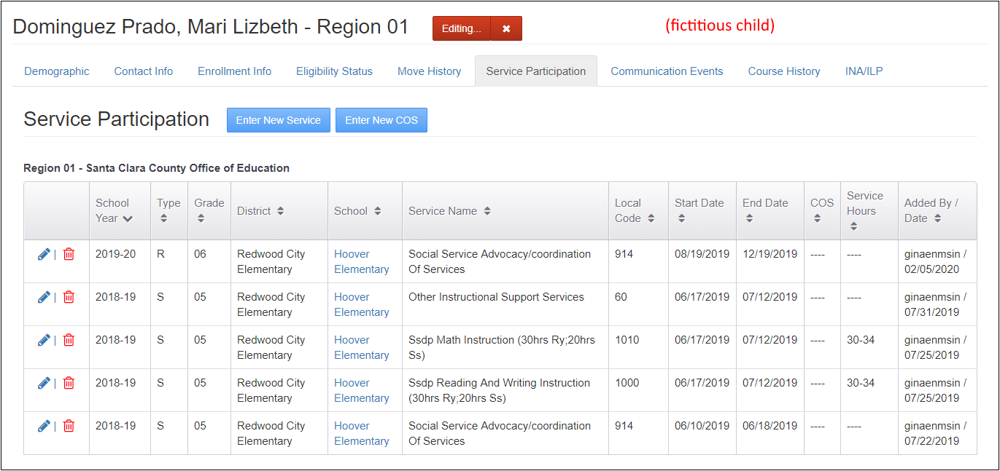 Dominguez Prado, Mari Lizbeth - Region 01 Editing... ✖ (fictitious child)
Demographic Contact Info Enrollment Info Eligibility Status Move History Service Participation Communication Events Course History INA/ILP
Service Participation Enter New Service Enter New COS
Region 01 - Santa Clara County Office of Education
School Year Type Grade District School Service Name Local Code Start Date End Date COS Service Hours Added By / Date
| 2019-20 R 06 Redwood City Hoover Social Service Advocacy/coordination 914 08/19/2019 12/19/2019 ---- ---- ginaenmsin /
Elementary Elementary Of Services 02/05/2020
| 2018-19 S 05 Redwood City Hoover Other Instructional Support Services 60 06/17/2019 07/12/2019 ---- ---- ginaenmsin /
Elementary Elementary 07/31/2019
| 2018-19 S 05 Redwood City Hoover Ssdp Math Instruction (30hrs Ry;20hrs 1010 06/17/2019 07/12/2019 ---- 30-34 ginaenmsin /
Elementary Elementary Ss) 07/25/2019
| 2018-19 S 05 Redwood City Hoover Ssdp Reading And Writing Instruction 1000 06/17/2019 07/12/2019 ---- 30-34 ginaenmsin /
Elementary Elementary (30hrs Ry;20hrs Ss) 07/25/2019
| 2018-19 S 05 Redwood City Hoover Social Service Advocacy/coordination 914 06/10/2019 06/18/2019 ---- ---- ginaenmsin /
Elementary Elementary Of Services 07/22/2019